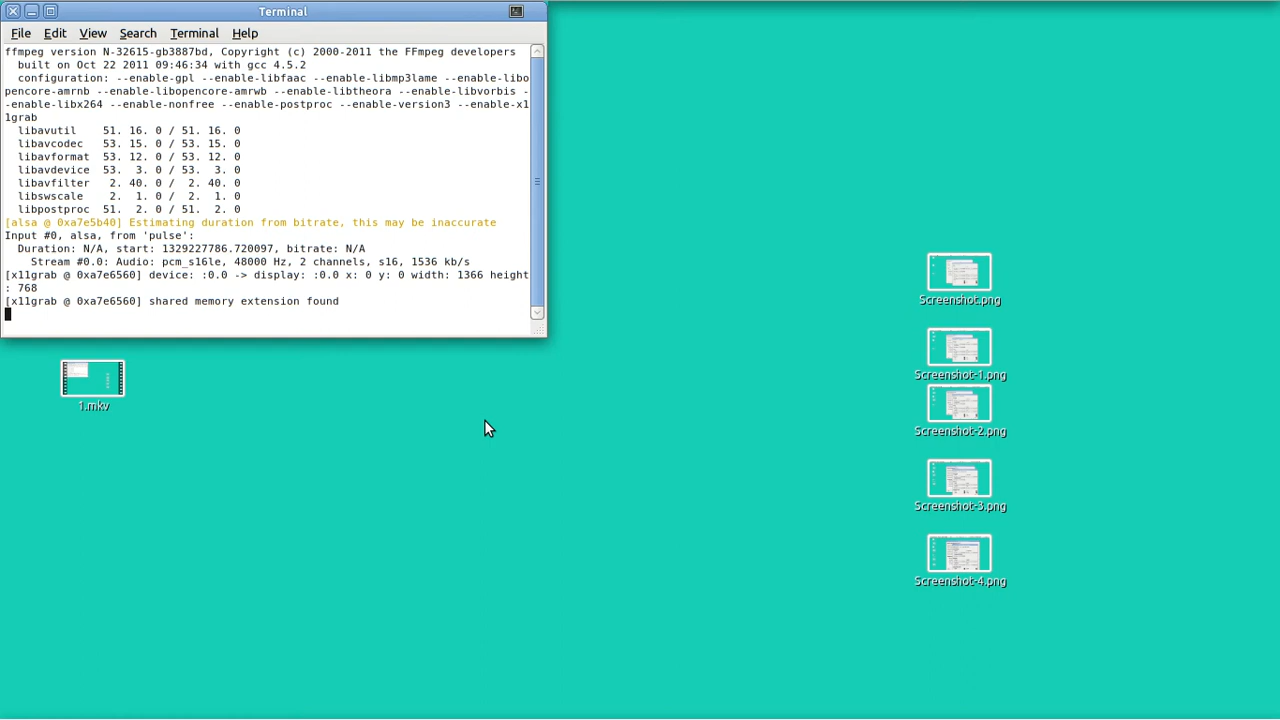 Terminal
File Edit View Search Terminal Help
ffmpeg version N-32615-gb3887bd, Copyright (c) 2000-2011 the FFmpeg developers
built on Oct 22 2011 09:46:34 with gcc 4.5.2
configuration: --enable-gpl --enable-libfaac --enable-libmp3lame --enable-libo
pencore-amrnb --enable-libopencore-amrwb --enable-libtheora --enable-libvorbis -
-enable-libx264 --enable-nonfree --enable-postproc --enable-version3 --enable-x1
1grab
libavutil 51. 16. 0 / 51. 16. 0
libavcodec 53. 15. 0 / 53. 15. 0
libavformat 53. 12. 0 / 53. 12. 0
libavdevice 53. 3. 0 / 53. 3. 0
libavfilter 2. 40. 0 / 2. 40. 0
libswscale 2. 1. 0 / 2. 1. 0
libpostproc 51. 2. 0 / 51. 2. 0
[alsa @ 0xa7e5b40] Estimating duration from bitrate, this may be inaccurate
Input #0, alsa, from 'pulse':
Duration: N/A, start: 1329227786.720097, bitrate: N/A
Stream #0.0: Audio: pcm_s16le, 48000 Hz, 2 channels, s16, 1536 kb/s
[x11grab @ 0xa7e6560] device: :0.0 -> display: :0.0 x: 0 y: 0 width: 1366 height
: 768
[x11grab @ 0xa7e6560] shared memory extension found
1.mkv
Screenshot.png
Screenshot-1.png
Screenshot-2.png
Screenshot-3.png
Screenshot-4.png